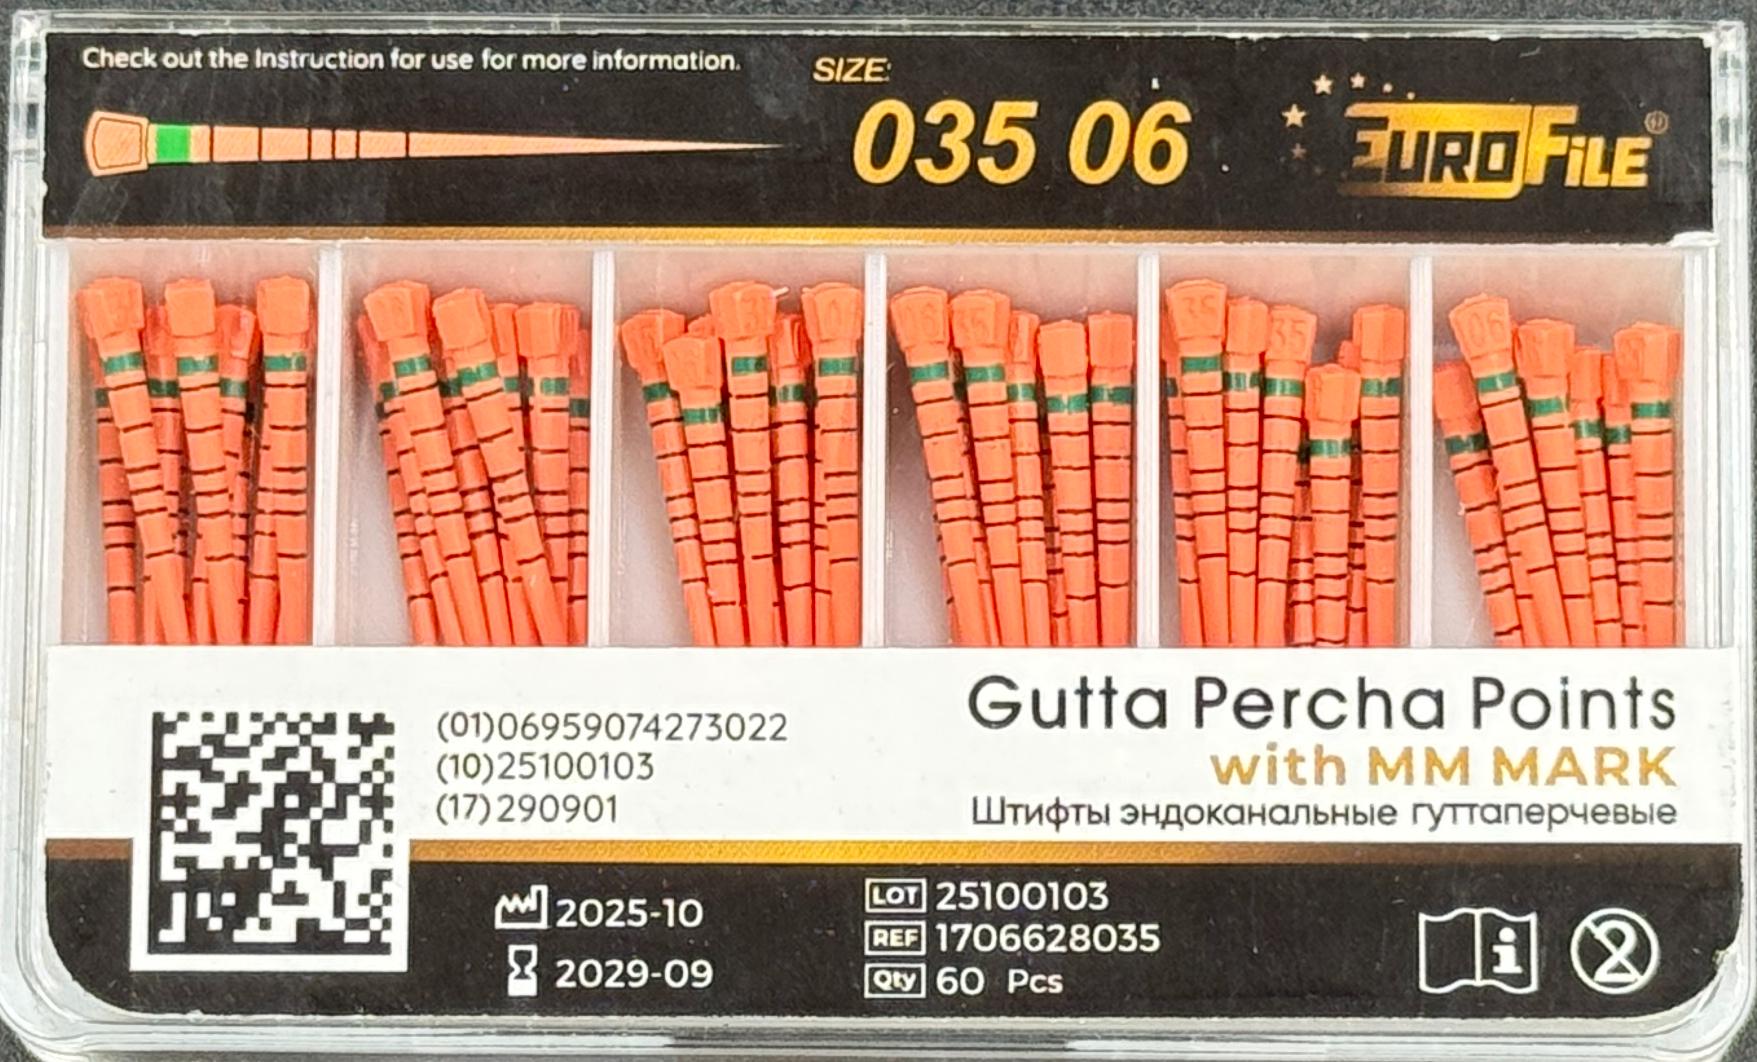 Check out the Instruction for use for more information.
SIZE:
035 06
EUROFILE®
Gutta Percha Points
with MM MARK
Штифты эндоканальные гуттаперчевые
(01)06959074273022
(10)25100103
(17)290901
2025-10
2029-09
LOT 25100103
REF 1706628035
Qty 60 Pcs
i
2